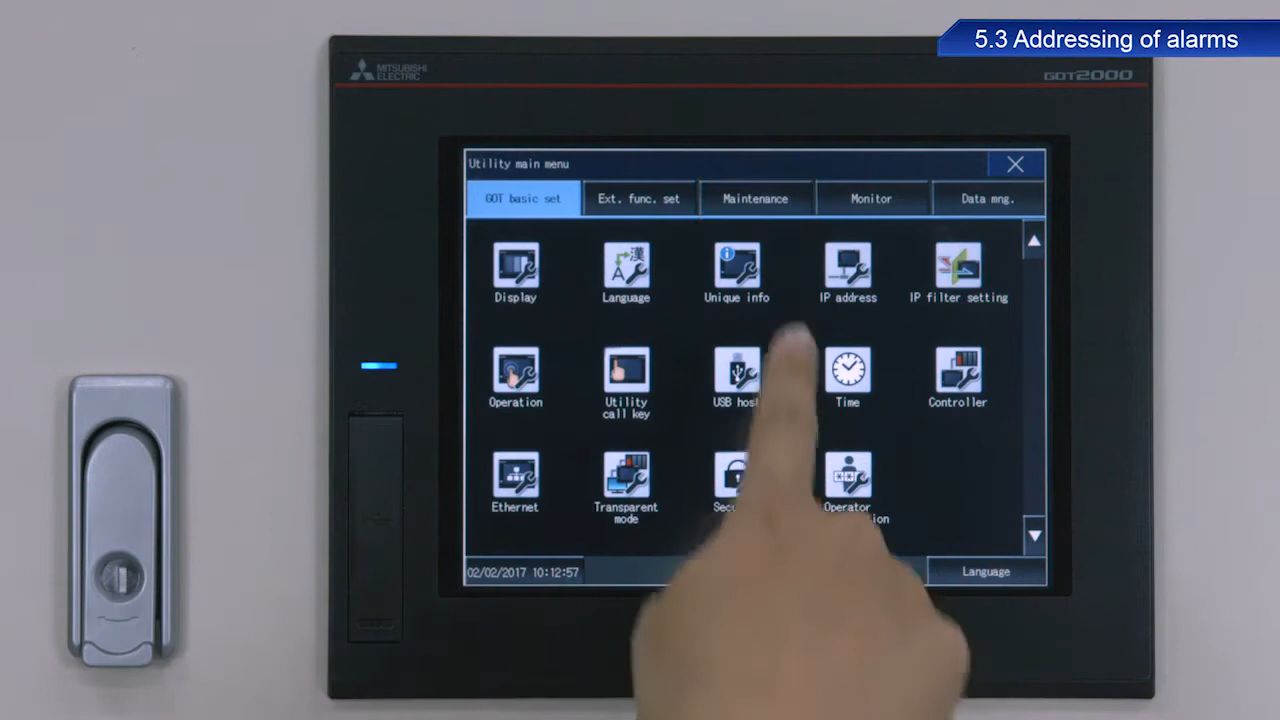 5.3 Addressing of alarms
MITSUBISHI
ELECTRIC
GOT2000
Utility main menu
GOT basic set
Ext. func. set
Maintenance
Monitor
Data mng.
Display
Language
Unique info
IP address
IP filter setting
Operation
Utility
call key
USB
Time
Controller
Ethernet
Transparent
mode
Operator
02/02/2017 10:12:57
Language